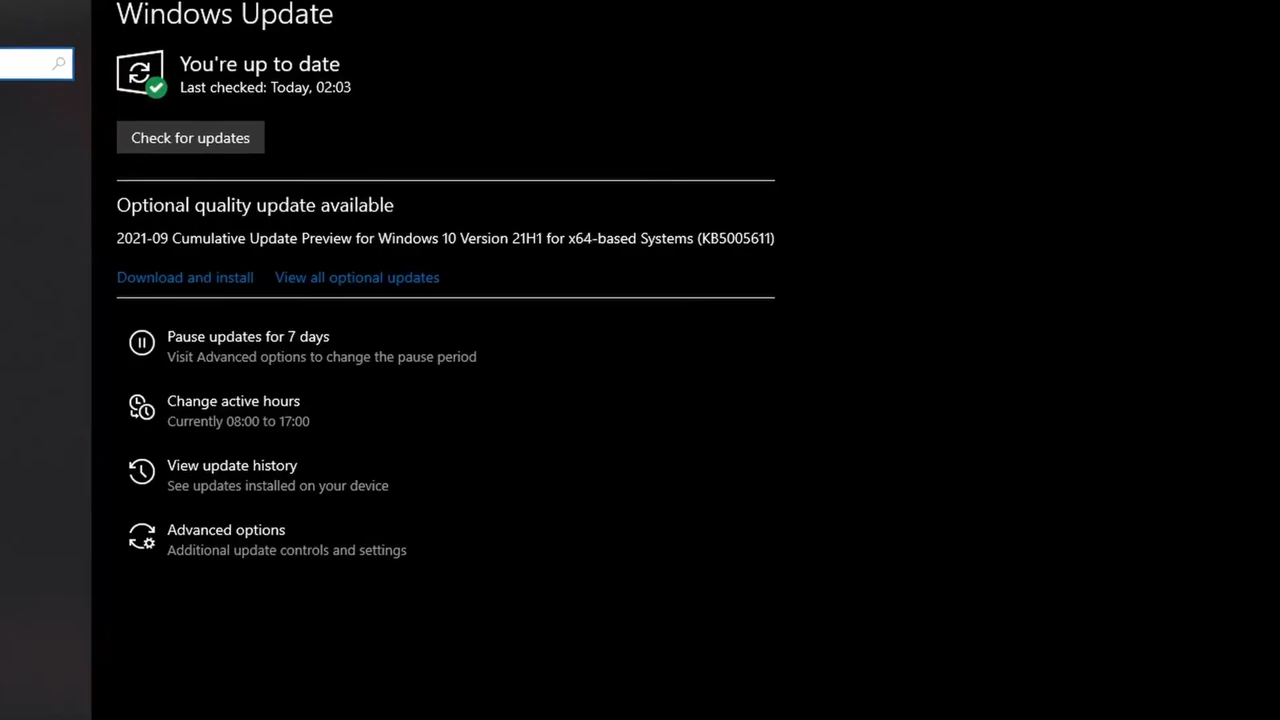 Windows Update
You're up to date
Last checked: Today, 02:03
Check for updates
Optional quality update available
2021-09 Cumulative Update Preview for Windows 10 Version 21H1 for x64-based Systems (KB5005611)
Download and install View all optional updates
Pause updates for 7 days
Visit Advanced options to change the pause period
Change active hours
Currently 08:00 to 17:00
View update history
See updates installed on your device
Advanced options
Additional update controls and settings